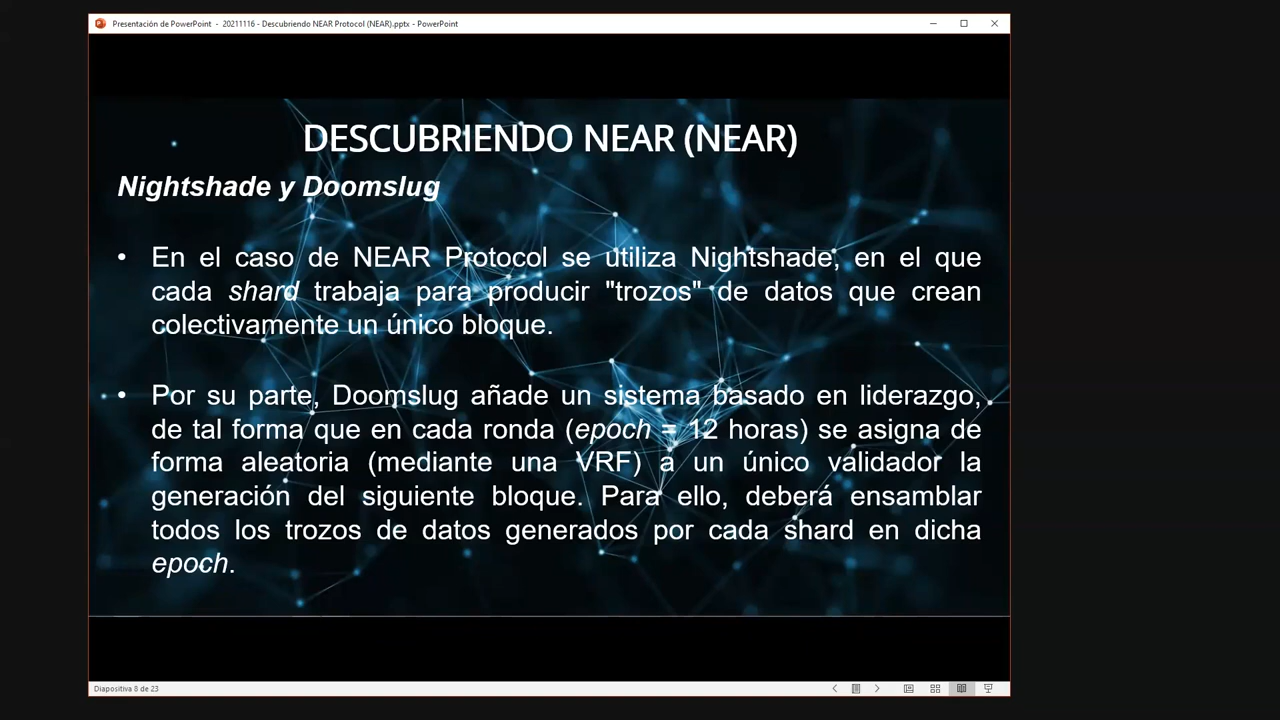 Presentación de PowerPoint - 20211116 - Descubriendo NEAR Protocol (NEAR).pptx - PowerPoint
DESCUBRIENDO NEAR (NEAR)
Nightshade y Doomslug
• En el caso de NEAR Protocol se utiliza Nightshade, en el que
cada shard trabaja para producir "trozos" de datos que crean
colectivamente un único bloque.
• Por su parte, Doomslug añade un sistema basado en liderazgo,
de tal forma que en cada ronda (epoch = 12 horas) se asigna de
forma aleatoria (mediante una VRF) a un único validador la
generación del siguiente bloque. Para ello, deberá ensamblar
todos los trozos de datos generados por cada shard en dicha
epoch.
Diapositiva 8 de 23